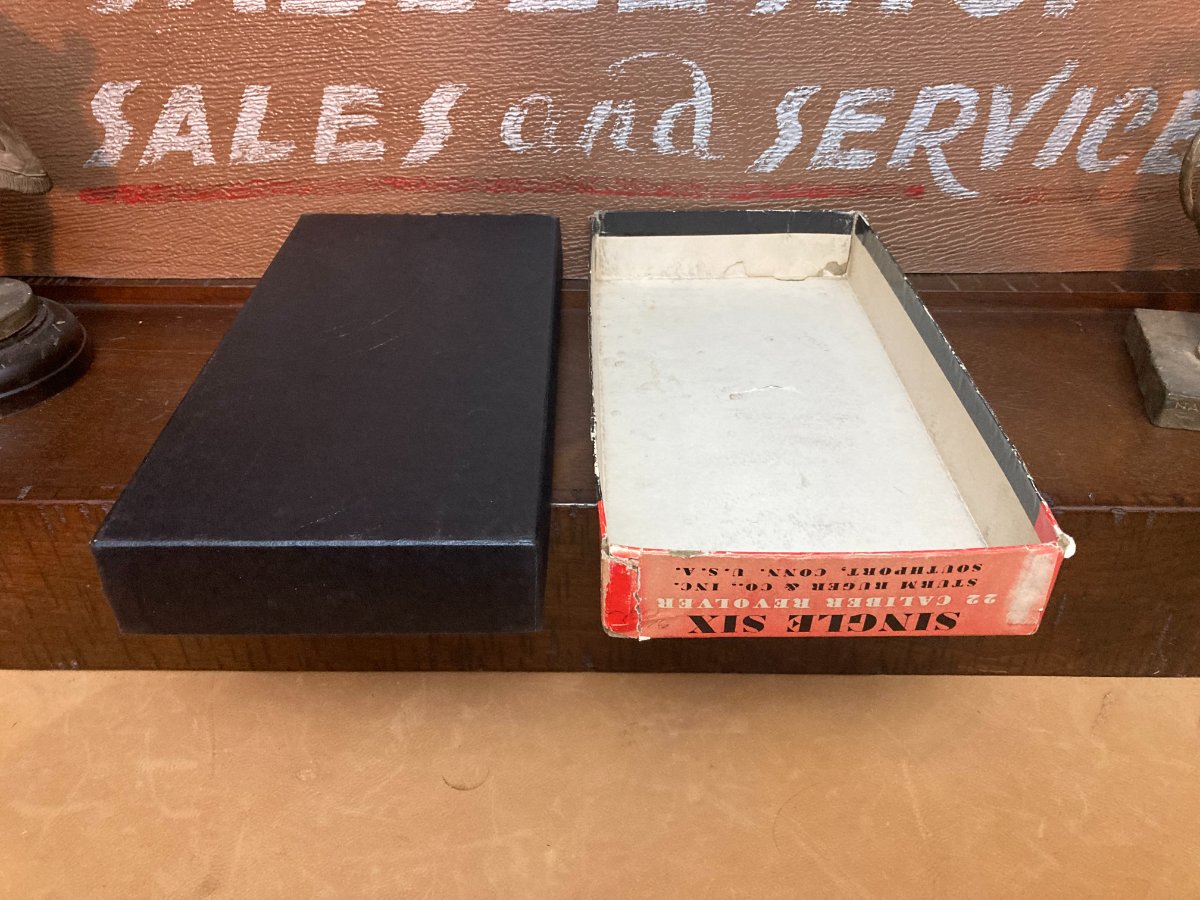 SALES and SERVICE
SINGLE SIX
22 CALIBER REVOLVER
STURM RUGER & CO., INC.
SOUTHPORT, CONN. U.S.A.